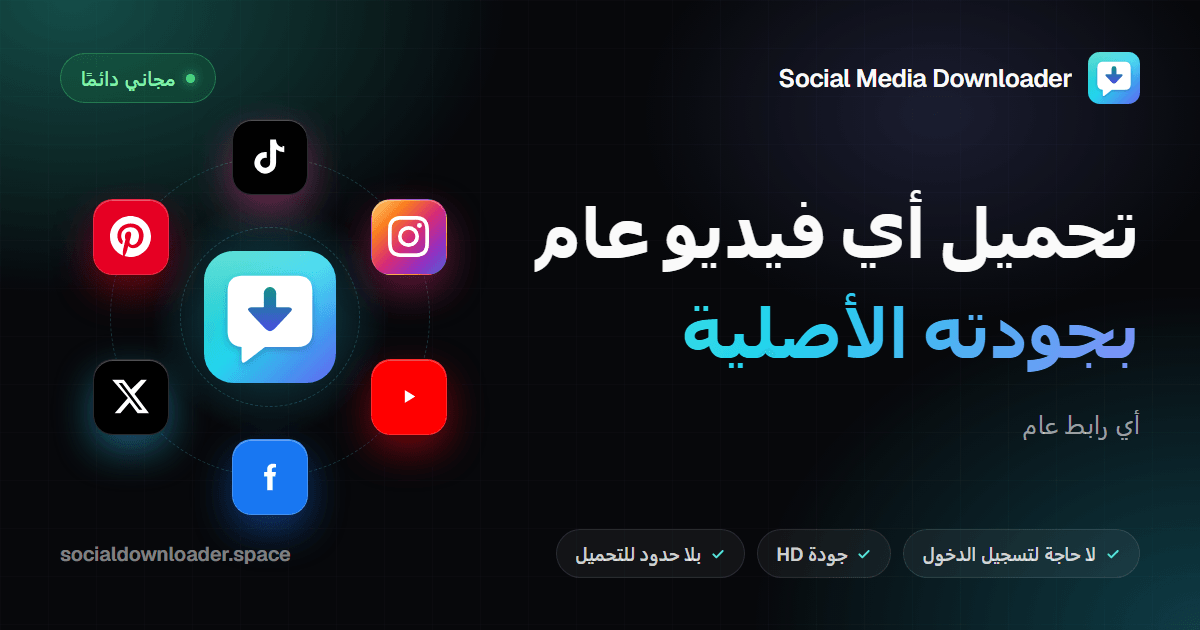 Social Media Downloader
مجاني دائمًا
تحميل أي فيديو عام
بجودته الأصلية
أي رابط عام
لا حاجة لتسجيل الدخول
جودة HD
بلا حدود للتحميل
socialdownloader.space